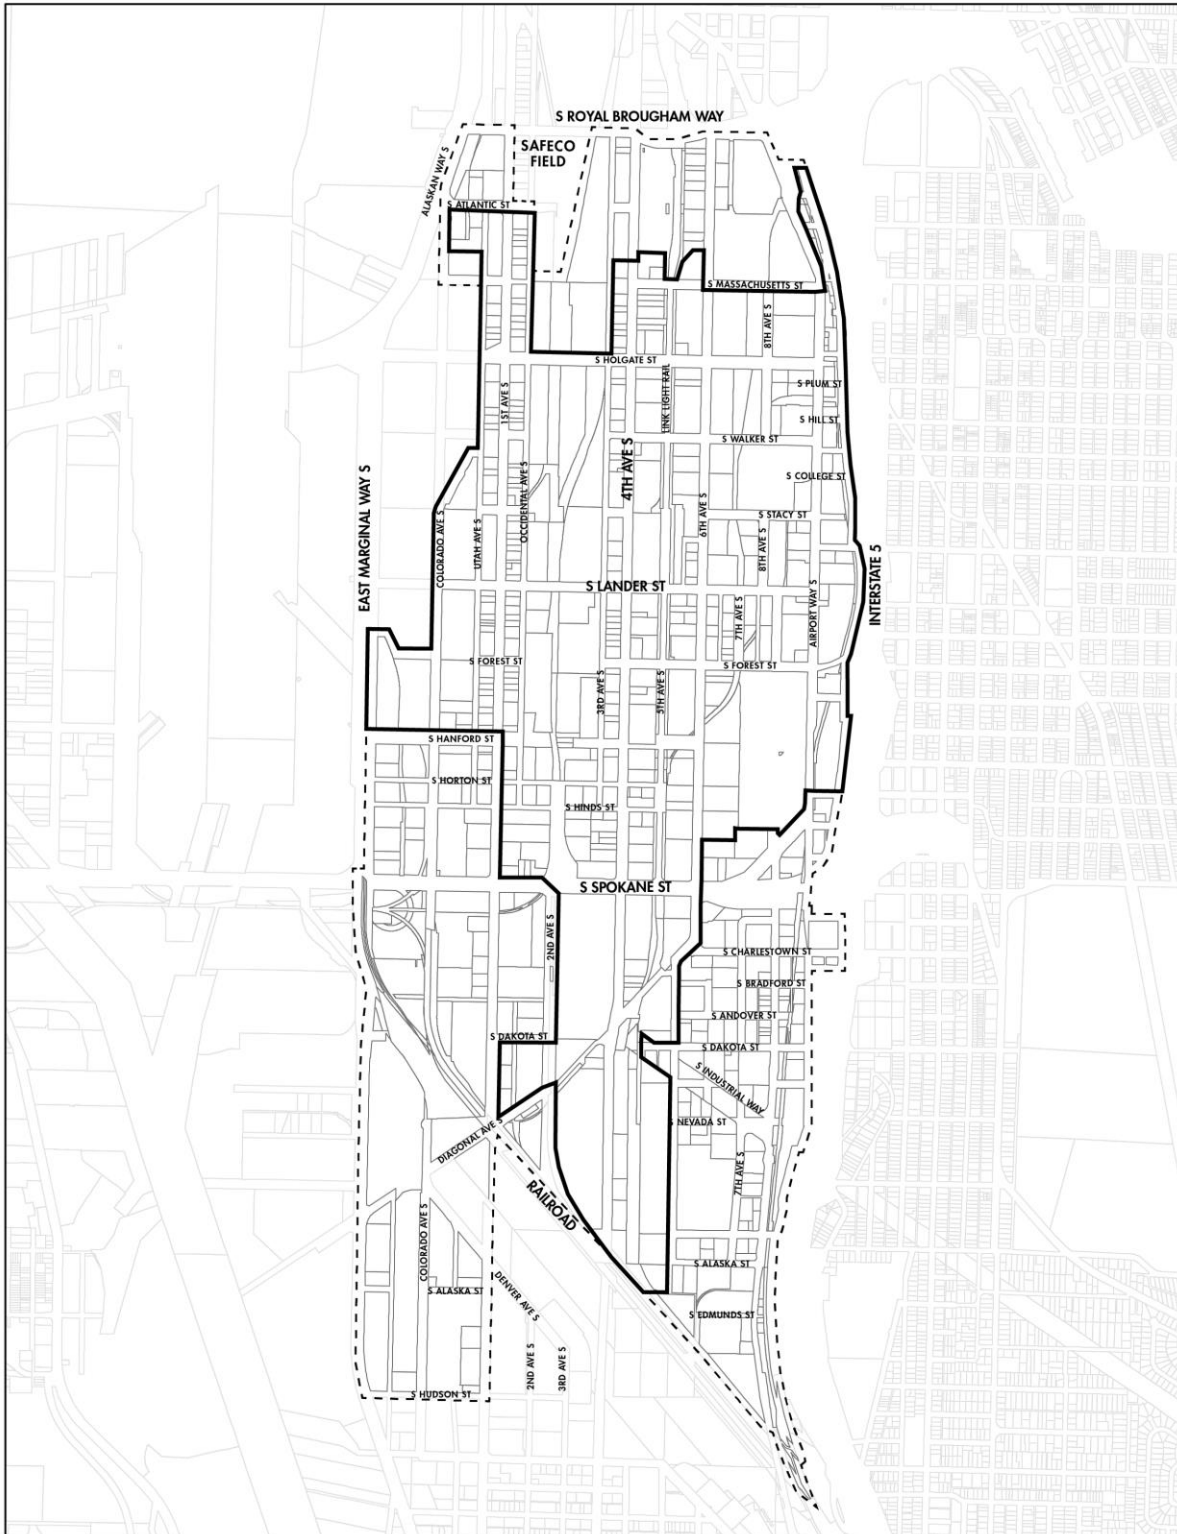 S ROYAL BROUGHAM WAY
SAFECO
FIELD
ALASKAN WAY S
S ATLANTIC ST
S MASSACHUSETTS ST
8TH AVE S
S HOLGATE ST
LINK LIGHT RAIL
S PLUM ST
1ST AVE S
S HILL ST
S WALKER ST
4TH AVE S
S COLLEGE ST
OCCIDENTAL AVE S
EAST MARGINAL WAY S
COLORADO AVE S
UTAH AVE S
6TH AVE S
S STACY ST
8TH AVE S
INTERSTATE 5
S LANDER ST
AIRPORT WAY S
7TH AVE S
S FOREST ST
S FOREST ST
3RD AVE S
5TH AVE S
S HANFORD ST
S HORTON ST
S HINDS ST
S SPOKANE ST
2ND AVE S
S CHARLESTOWN ST
S BRADFORD ST
S ANDOVER ST
S DAKOTA ST
S DAKOTA ST
S INDUSTRIAL WAY
S NEVADA ST
DIAGONAL AVE S
7TH AVE S
RAILROAD
COLORADO AVE S
S ALASKA ST
S ALASKA ST
DENVER AVE S
S EDMUNDS ST
2ND AVE S
3RD AVE S
S HUDSON ST